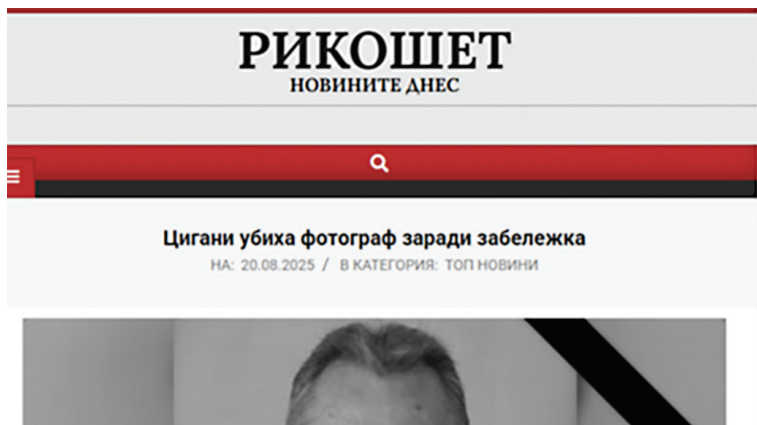 РИКОШЕТ
НОВИНИТЕ ДНЕС
Цигани убиха фотограф заради забележка
НА: 20.08.2025 / В КАТЕГОРИЯ: ТОП НОВИНИ